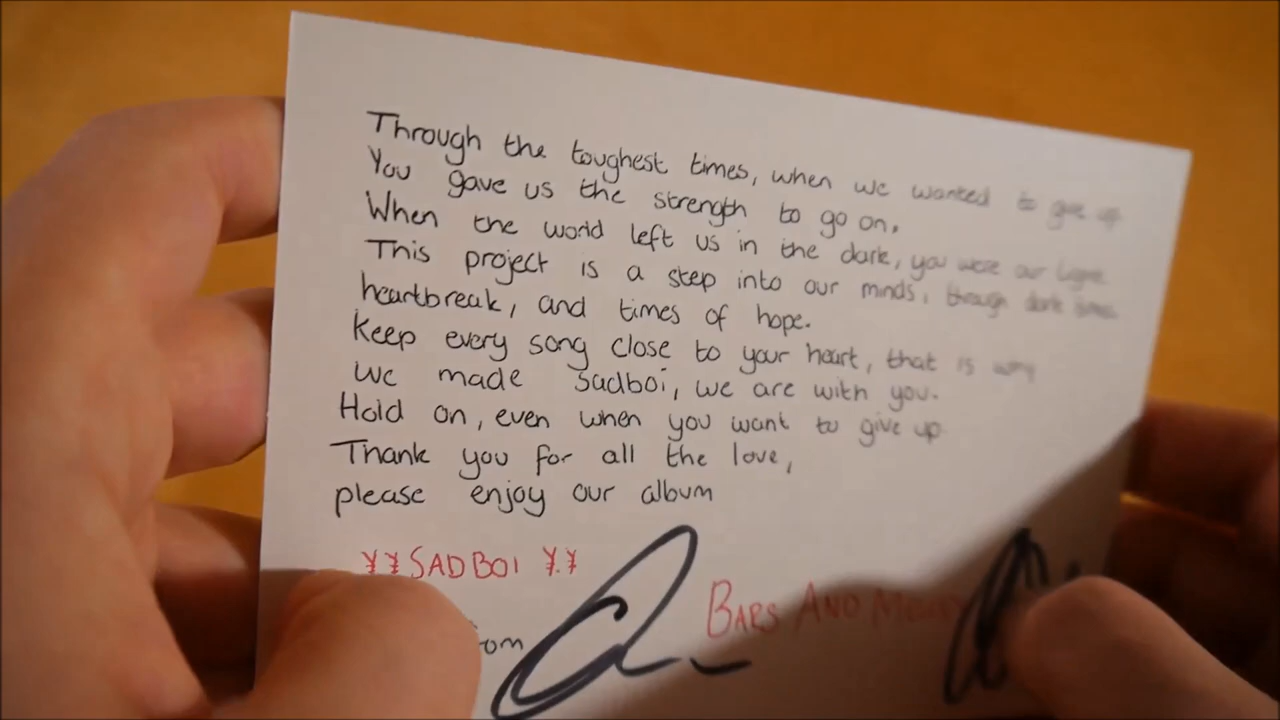 Through the toughest times, when we wanted to give up
You gave us the strength to go on.
When the world left us in the dark, you were our light
This project is a step into our minds, through dark times
heartbreak, and times of hope.
Keep every song close to your heart, that is why
we made sadboi, we are with you.
Hold on, even when you want to give up
Thank you for all the love,
please enjoy our album
¥¥SADBOI ¥.¥
BARS AND